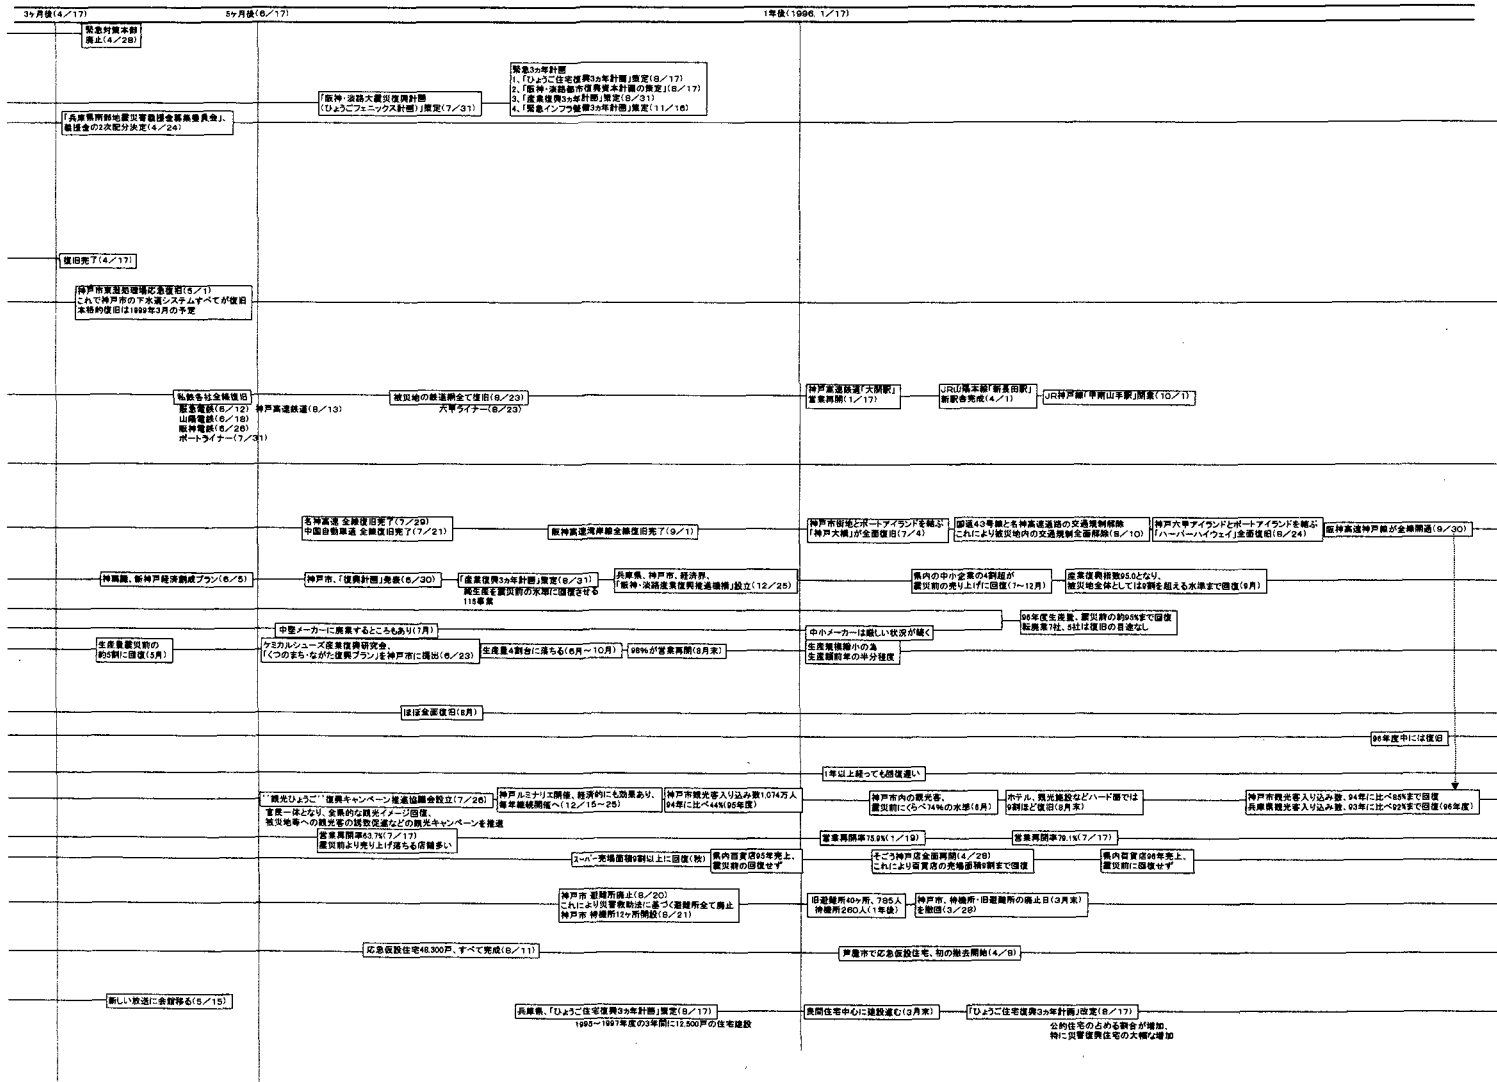 3ヶ月後(4/17)
5ヶ月後(6/17)
1年後(1996. 1/17)
緊急対策本部
廃止(4/28)
緊急3ヵ年計画
1、「ひょうご住宅復興3ヵ年計画」策定(8/17)
2、「阪神・淡路都市復興資本計画の策定」(8/17)
3、「産業復興3ヵ年計画」策定(8/31)
4、「緊急インフラ整備3ヵ年計画」策定(11/16)
「阪神・淡路大震災復興計画
(ひょうごフェニックス計画)」策定(7/31)
「兵庫県南部地震災害義援金募集委員会」、
義援金の2次配分決定(4/24)
復旧完了(4/17)
神戸市東灘処理場応急復旧(5/1)
これで神戸市の下水道システムすべてが復旧
本格的復旧は1999年3月の予定
私鉄各社全線復旧
阪急電鉄(6/12) 神戸高速鉄道(8/13)
山陽電鉄(6/18)
阪神電鉄(6/26)
ポートライナー(7/31)
被災地の鉄道網全て復旧(8/23)
六甲ライナー(8/23)
神戸高速鉄道「大開駅」
営業再開(1/17)
JR山陽本線「新長田駅」
新駅舎完成(4/1)
JR神戸線「甲南山手駅」開業(10/1)
名神高速 全線復旧完了(7/29)
中国自動車道 全線復旧完了(7/21)
阪神高速湾岸線全線復旧完了(9/1)
神戸市街地とポートアイランドを結ぶ
「神戸大橋」が全面復旧(7/4)
国道43号線と名神高速道路の交通規制解除
これにより被災地内の交通規制全面解除(8/10)
神戸六甲アイランドとポートアイランドを結ぶ
「ハーバーハイウェイ」全面復旧(8/24)
阪神高速神戸線が全線開通(9/30)
神商議、新神戸経済創成プラン(6/5)
神戸市、「復興計画」発表(6/30)
「産業復興3ヵ年計画」策定(8/31)
純生産を震災前の水準に回復させる
115事業
兵庫県、神戸市、経済界、
「阪神・淡路産業復興推進機構」設立(12/25)
県内の中小企業の4割超が
震災前の売り上げに回復(7~12月)
産業復興指数95.0となり、
被災地全体としては9割を超える水準まで回復(9月)
96年度生産量、震災前の約95%まで回復
転廃業7社、5社は復旧の目途なし
中堅メーカーに廃業するところもあり(7月)
中小メーカーは厳しい状況が続く
生産量震災前の
約5割に回復(5月)
ケミカルシューズ産業復興研究会、
「くつのまち・ながた復興プラン」を神戸市に提出(6/23)
生産量4割台に落ちる(6月~10月)
98%が営業再開(8月末)
生産規模縮小の為
生産額前年の半分程度
ほぼ全面復旧(8月)
96年度中には復旧
1年以上経っても回復遅い
"観光ひょうご"復興キャンペーン推進協議会設立(7/26)
官民一体となり、全県的な観光イメージ回復、
被災地等への観光客の誘致促進などの観光キャンペーンを推進
神戸ルミナリエ開催、経済的にも効果あり、
毎年継続開催へ(12/15~25)
神戸市観光客入り込み数1,074万人
94年に比べ44%(95年度)
神戸市内の観光客、
震災前にくらべ74%の水準(8月)
ホテル、観光施設などハード面では
9割ほど復旧(8月末)
神戸市観光客入り込み数、94年に比べ85%まで回復
兵庫県観光客入り込み数、93年に比べ92%まで回復(96年度)
営業再開率63.7%(7/17)
震災前より売り上げ落ちる店舗多い
営業再開率75.9%(1/19)
営業再開率79.1%(7/17)
スーパー売場面積9割以上に回復(秋)
県内百貨店95年売上、
震災前の回復せず
そごう神戸店全面再開(4/28)
これにより百貨店の売場面積9割まで回復
県内百貨店96年売上、
震災前に回復せず
神戸市 避難所廃止(8/20)
これにより災害救助法に基づく避難所全て廃止
神戸市 待機所12ヶ所開設(8/21)
旧避難所40ヶ所、785人
待機所260人(1年後)
神戸市、待機所・旧避難所の廃止日(3月末)
を撤回(3/28)
応急仮設住宅48,300戸、すべて完成(8/11)
芦屋市で応急仮設住宅、初の撤去開始(4/8)
新しい放送に会館移る(5/15)
兵庫県、「ひょうご住宅復興3ヵ年計画」策定(8/17)
1995~1997年度の3年間に12,500戸の住宅建設
民間住宅中心に建設進む(3月末)
「ひょうご住宅復興3ヵ年計画」改定(8/17)
公的住宅の占める割合が増加、
特に災害復興住宅の大幅な増加